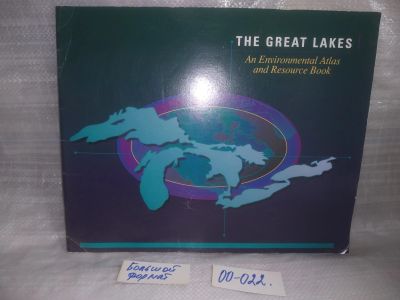 THE GREAT LAKES
An Environmental Atlas
and Resource Book
Большой
формат
00-022.